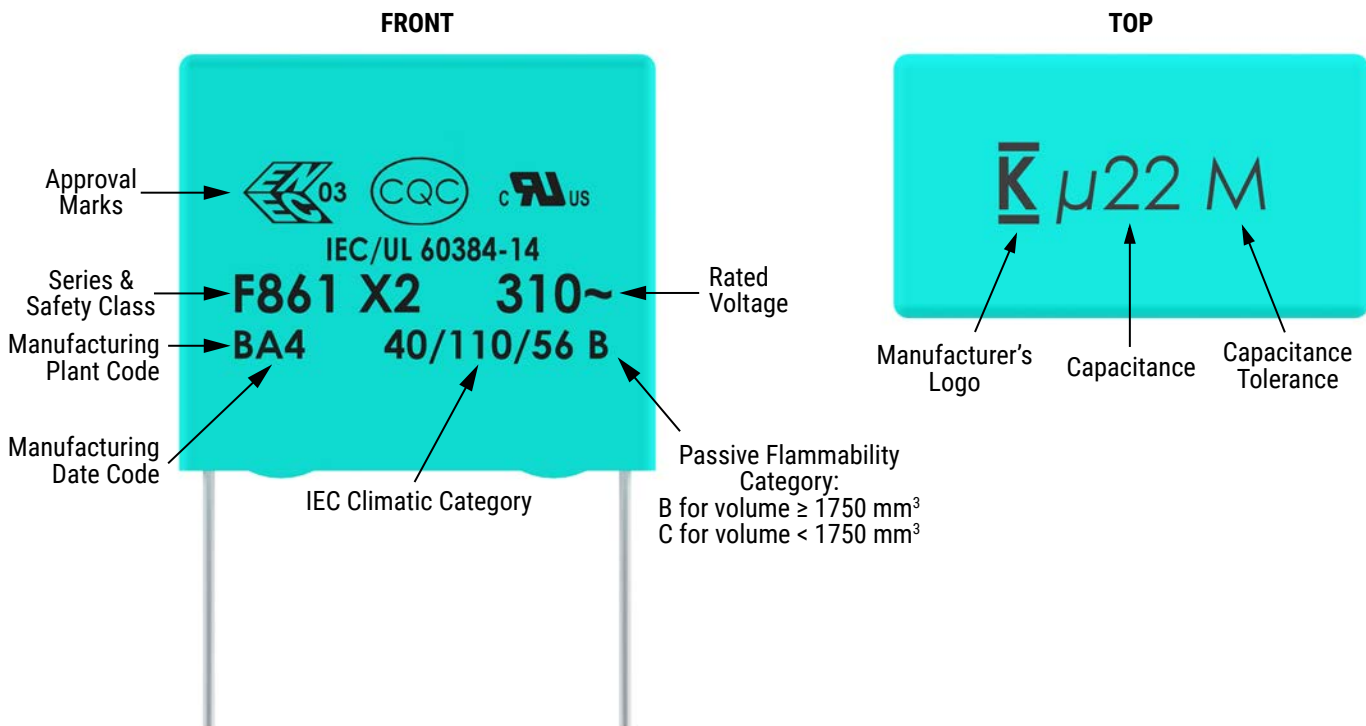 FRONT
TOP
Approval
Marks
ENEC 03
CQC
c RU US
IEC/UL 60384-14
Series &
Safety Class
F861 X2 310~
Rated
Voltage
Manufacturing
Plant Code
BA4 40/110/56 B
Manufacturing
Date Code
IEC Climatic Category
Passive Flammability
Category:
B for volume ≥ 1750 mm³
C for volume < 1750 mm³
K µ22 M
Manufacturer's
Logo
Capacitance
Capacitance
Tolerance